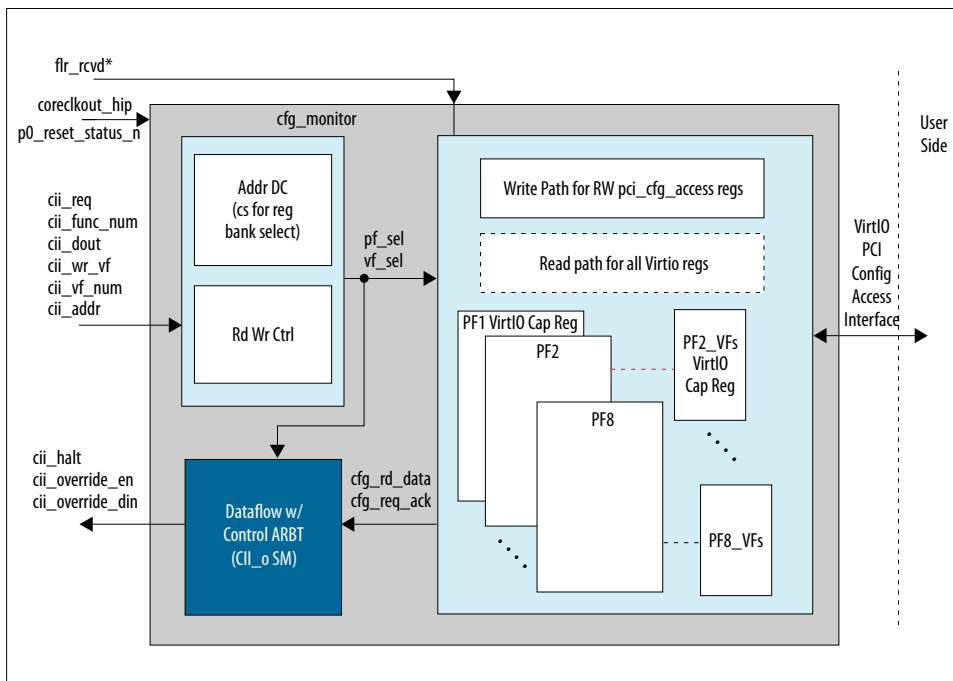 flr_rcvd*
coreclkout_hip
p0_reset_status_n
cfg_monitor
User
Side
Addr DC
(cs for reg
bank select)
Write Path for RW pci_cfg_access regs
cii_req
cii_func_num
cii_dout
cii_wr_vf
cii_vf_num
cii_addr
pf_sel
vf_sel
Read path for all Virtio regs
VirtIO
PCI
Config
Access
Interface
Rd Wr Ctrl
PF1 VirtIO Cap Reg
PF2
PF8
PF2_VFs
VirtIO
Cap Reg
cii_halt
cii_override_en
cii_override_din
Dataflow w/
Control ARBT
(CII_o SM)
cfg_rd_data
cfg_req_ack
PF8_VFs